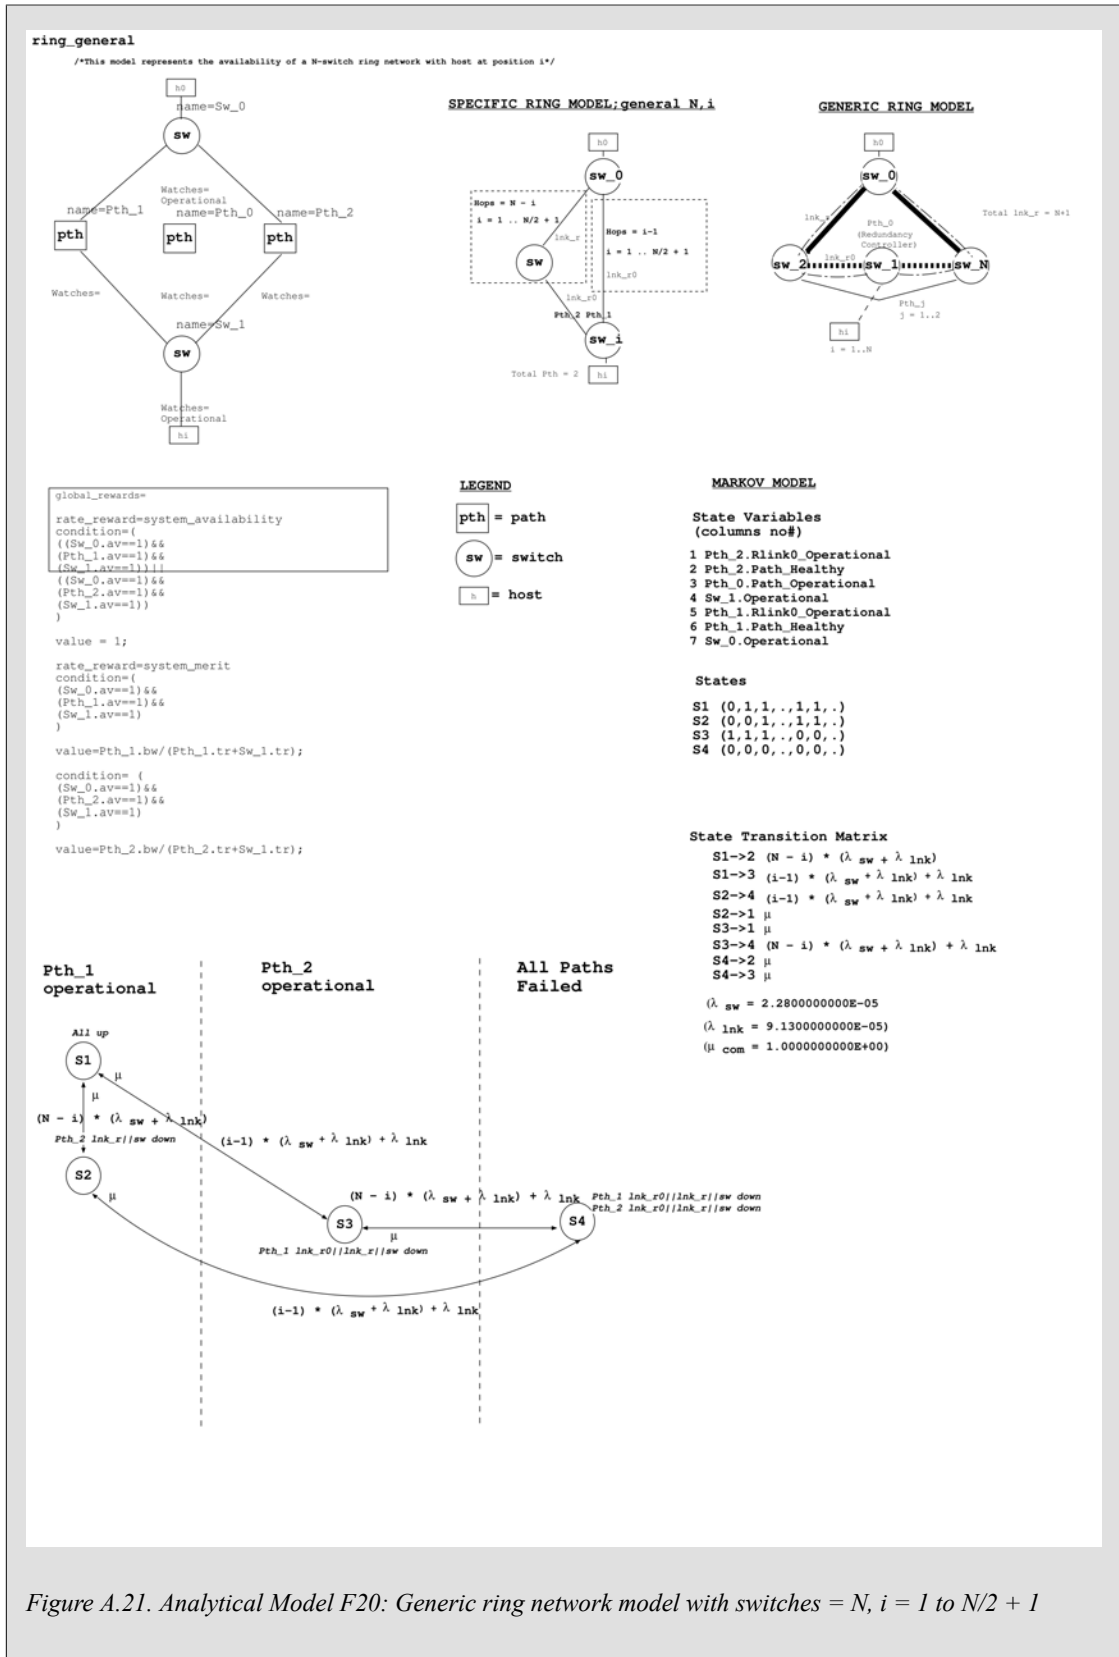 ring_general
/*This model represents the availability of a N-switch ring network with host at position i*/
h0
name=Sw_0
sw
Watches=
Operational
name=Pth_1
name=Pth_0
name=Pth_2
pth
pth
pth
Watches=
Watches=
Watches=
name=Sw_1
sw
Watches=
Operational
hi
SPECIFIC RING MODEL;general N,i
h0
sw_0
Hops = N - i
i = 1 .. N/2 + 1
lnk_r
Hops = i-1
i = 1 .. N/2 + 1
lnk_r0
sw
lnk_r0
Pth_2 Pth_1
sw_i
Total Pth = 2
hi
GENERIC RING MODEL
h0
sw_0
lnk_r
Pth_0
(Redundancy
Controller)
Total lnk_r = N+1
lnk_r0
sw_2
sw_1
sw_N
Pth_j
j = 1..2
hi
i = 1..N
global_rewards=
rate_reward=system_availability
condition=(
((Sw_0.av==1)&&
(Pth_1.av==1)&&
(Sw_1.av==1))||
((Sw_0.av==1)&&
(Pth_2.av==1)&&
(Sw_1.av==1))
)
value = 1;
rate_reward=system_merit
condition=(
(Sw_0.av==1)&&
(Pth_1.av==1)&&
(Sw_1.av==1)
)
value=Pth_1.bw/(Pth_1.tr+Sw_1.tr);
condition= (
(Sw_0.av==1)&&
(Pth_2.av==1)&&
(Sw_1.av==1)
)
value=Pth_2.bw/(Pth_2.tr+Sw_1.tr);
LEGEND
pth = path
sw = switch
h = host
MARKOV MODEL
State Variables
(columns no#)
1 Pth_2.Rlink0_Operational
2 Pth_2.Path_Healthy
3 Pth_0.Path_Operational
4 Sw_1.Operational
5 Pth_1.Rlink0_Operational
6 Pth_1.Path_Healthy
7 Sw_0.Operational
States
S1 (0,1,1,.,1,1,.)
S2 (0,0,1,.,1,1,.)
S3 (1,1,1,.,0,0,.)
S4 (0,0,0,.,0,0,.)
State Transition Matrix
S1->2 (N - i) * (λ sw + λ lnk)
S1->3 (i-1) * (λ sw + λ lnk) + λ lnk
S2->4 (i-1) * (λ sw + λ lnk) + λ lnk
S2->1 μ
S3->1 μ
S3->4 (N - i) * (λ sw + λ lnk) + λ lnk
S4->2 μ
S4->3 μ
(λ sw = 2.2800000000E-05
(λ lnk = 9.1300000000E-05)
(μ com = 1.0000000000E+00)
Pth_1
operational
Pth_2
operational
All Paths
Failed
All up
S1
μ
μ
(N - i) * (λ sw + λ lnk)
Pth_2 lnk_r||sw down
(i-1) * (λ sw + λ lnk) + λ lnk
S2
μ
(N - i) * (λ sw + λ lnk) + λ lnk
Pth_1 lnk_r0||lnk_r||sw down
Pth_2 lnk_r0||lnk_r||sw down
S3
S4
μ
Pth_1 lnk_r0||lnk_r||sw down
(i-1) * (λ sw + λ lnk) + λ lnk
Figure A.21. Analytical Model F20: Generic ring network model with switches = N, i = 1 to N/2 + 1